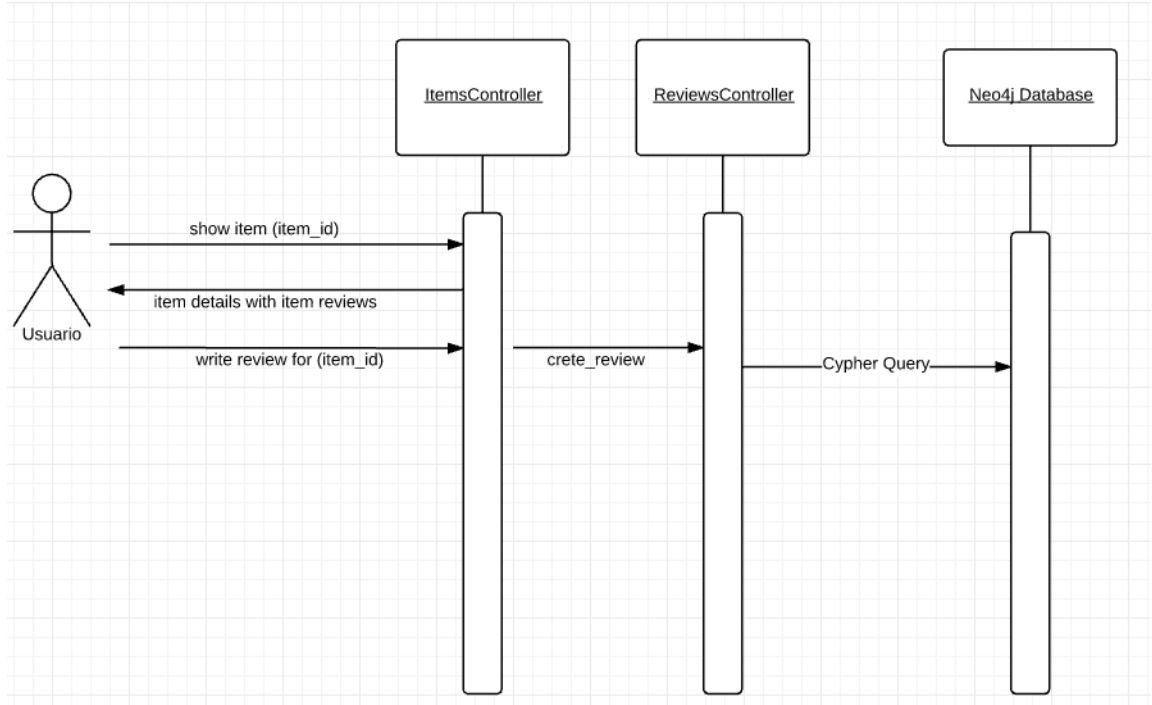 ItemsController
ReviewsController
Neo4j Database
show item (item_id)
item details with item reviews
Usuario
write review for (item_id)
crete_review
Cypher Query